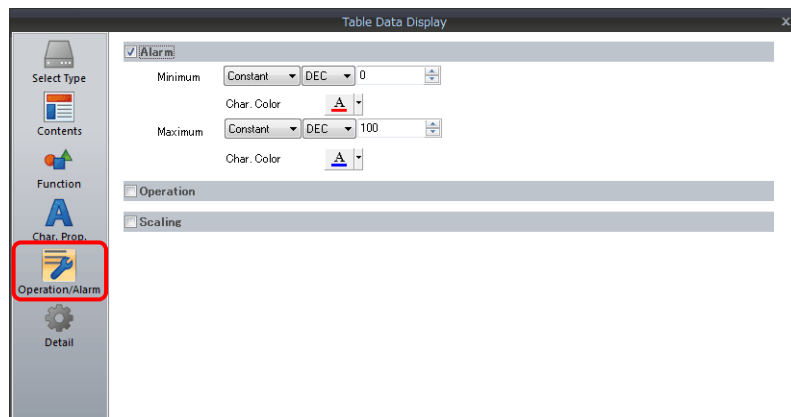 Table Data Display
x
Select Type
Contents
Function
A
Char. Prop.
Operation/Alarm
Detail
Alarm
Minimum Constant DEC 0
Char. Color A
Maximum Constant DEC 100
Char. Color A
Operation
Scaling